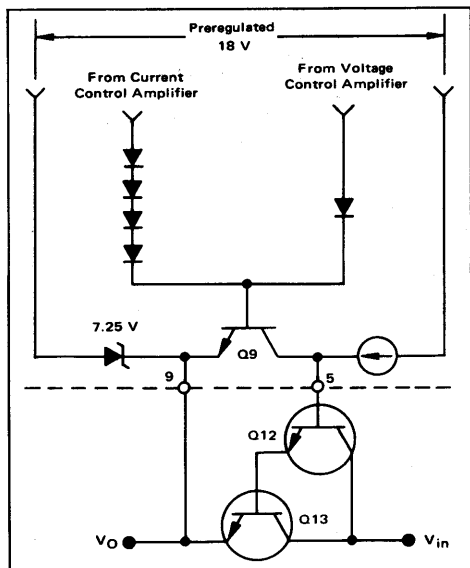 Preregulated
18 V
From Current
Control Amplifier
From Voltage
Control Amplifier
7.25 V
Q9
9
5
Q12
Q13
VO
Vin